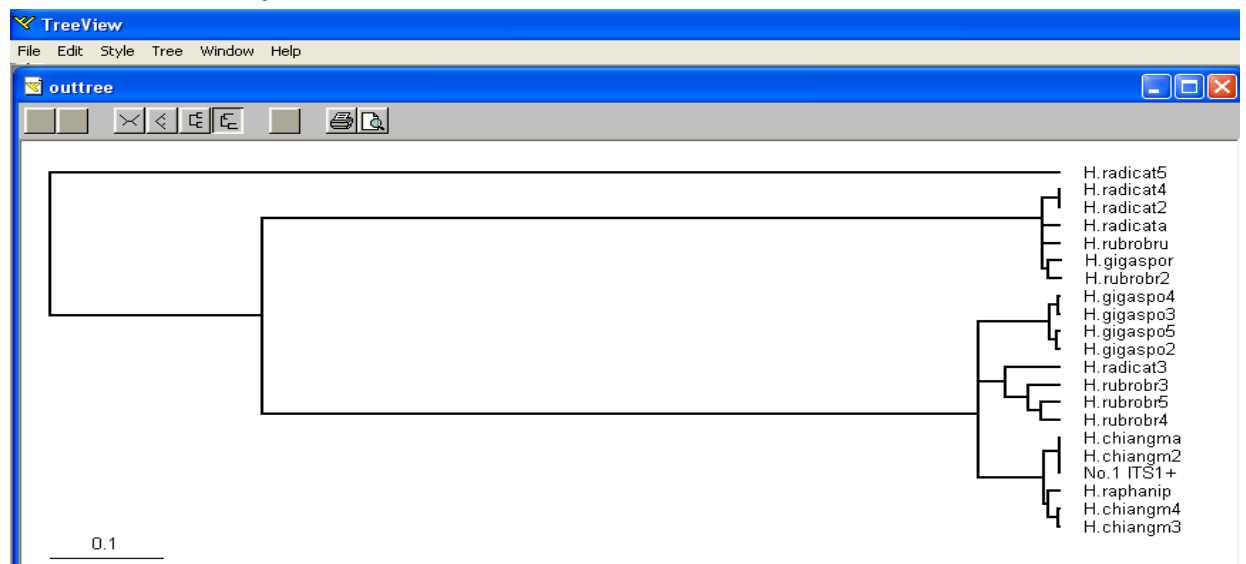 TreeView
File Edit Style Tree Window Help
outtree
H.radicat5
H.radicat4
H.radicat2
H.radicata
H.rubrobru
H.gigaspor
H.rubrobr2
H.gigaspo4
H.gigaspo3
H.gigaspo5
H.gigaspo2
H.radicat3
H.rubrobr3
H.rubrobr5
H.rubrobr4
H.chiangma
H.chiangm2
No.1 ITS1+
H.raphanip
H.chiangm4
H.chiangm3
0.1